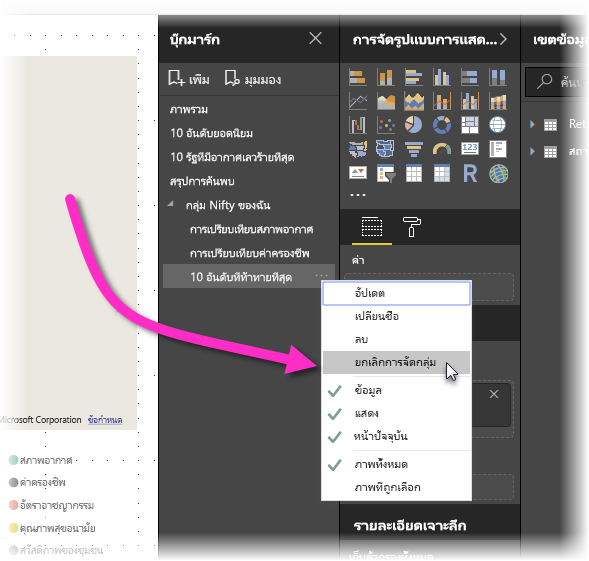 บุ๊กมาร์ก
การจัดรูปแบบการแสด...
เขตข้อมูล
เพิ่ม
มุมมอง
ค้นหา
ภาพรวม
10 อันดับยอดนิยม
10 รัฐที่มีอากาศเลวร้ายที่สุด
สรุปการค้นพบ
กลุ่ม Nifty ของฉัน
การเปรียบเทียบสภาพอากาศ
การเปรียบเทียบค่าครองชีพ
10 อันดับที่ท้าทายที่สุด
Ret
สถา
123
R
ค่า
อัปเดต
เปลี่ยนชื่อ
ลบ
ยกเลิกการจัดกลุ่ม
ข้อมูล
แสดง
หน้าปัจจุบัน
ภาพทั้งหมด
ภาพที่ถูกเลือก
รายละเอียดเจาะลึก
Microsoft Corporation ข้อกำหนด
สภาพอากาศ
ค่าครองชีพ
อัตราอาชญากรรม
คุณภาพสุขอนามัย
สวัสดิภาพของชุมชน